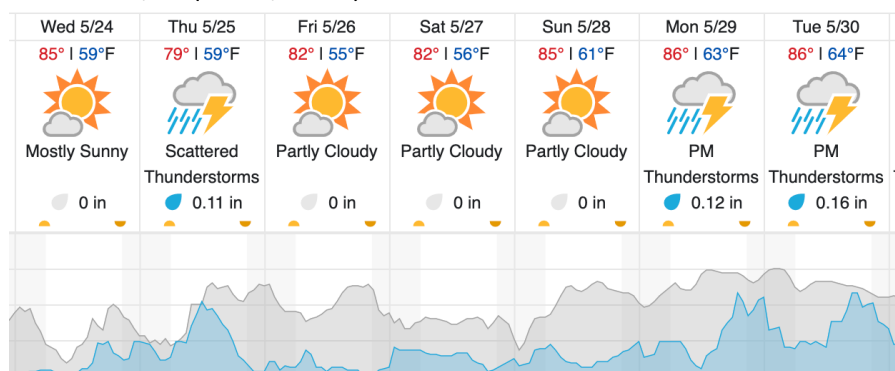 Wed 5/24 Thu 5/25 Fri 5/26 Sat 5/27 Sun 5/28 Mon 5/29 Tue 5/30
85° | 59°F 79° | 59°F 82° | 55°F 82° | 56°F 85° | 61°F 86° | 63°F 86° | 64°F
Mostly Sunny Scattered Partly Cloudy Partly Cloudy Partly Cloudy PM PM
Thunderstorms Thunderstorms Thunderstorms
0 in 0.11 in 0 in 0 in 0 in 0.12 in 0.16 in